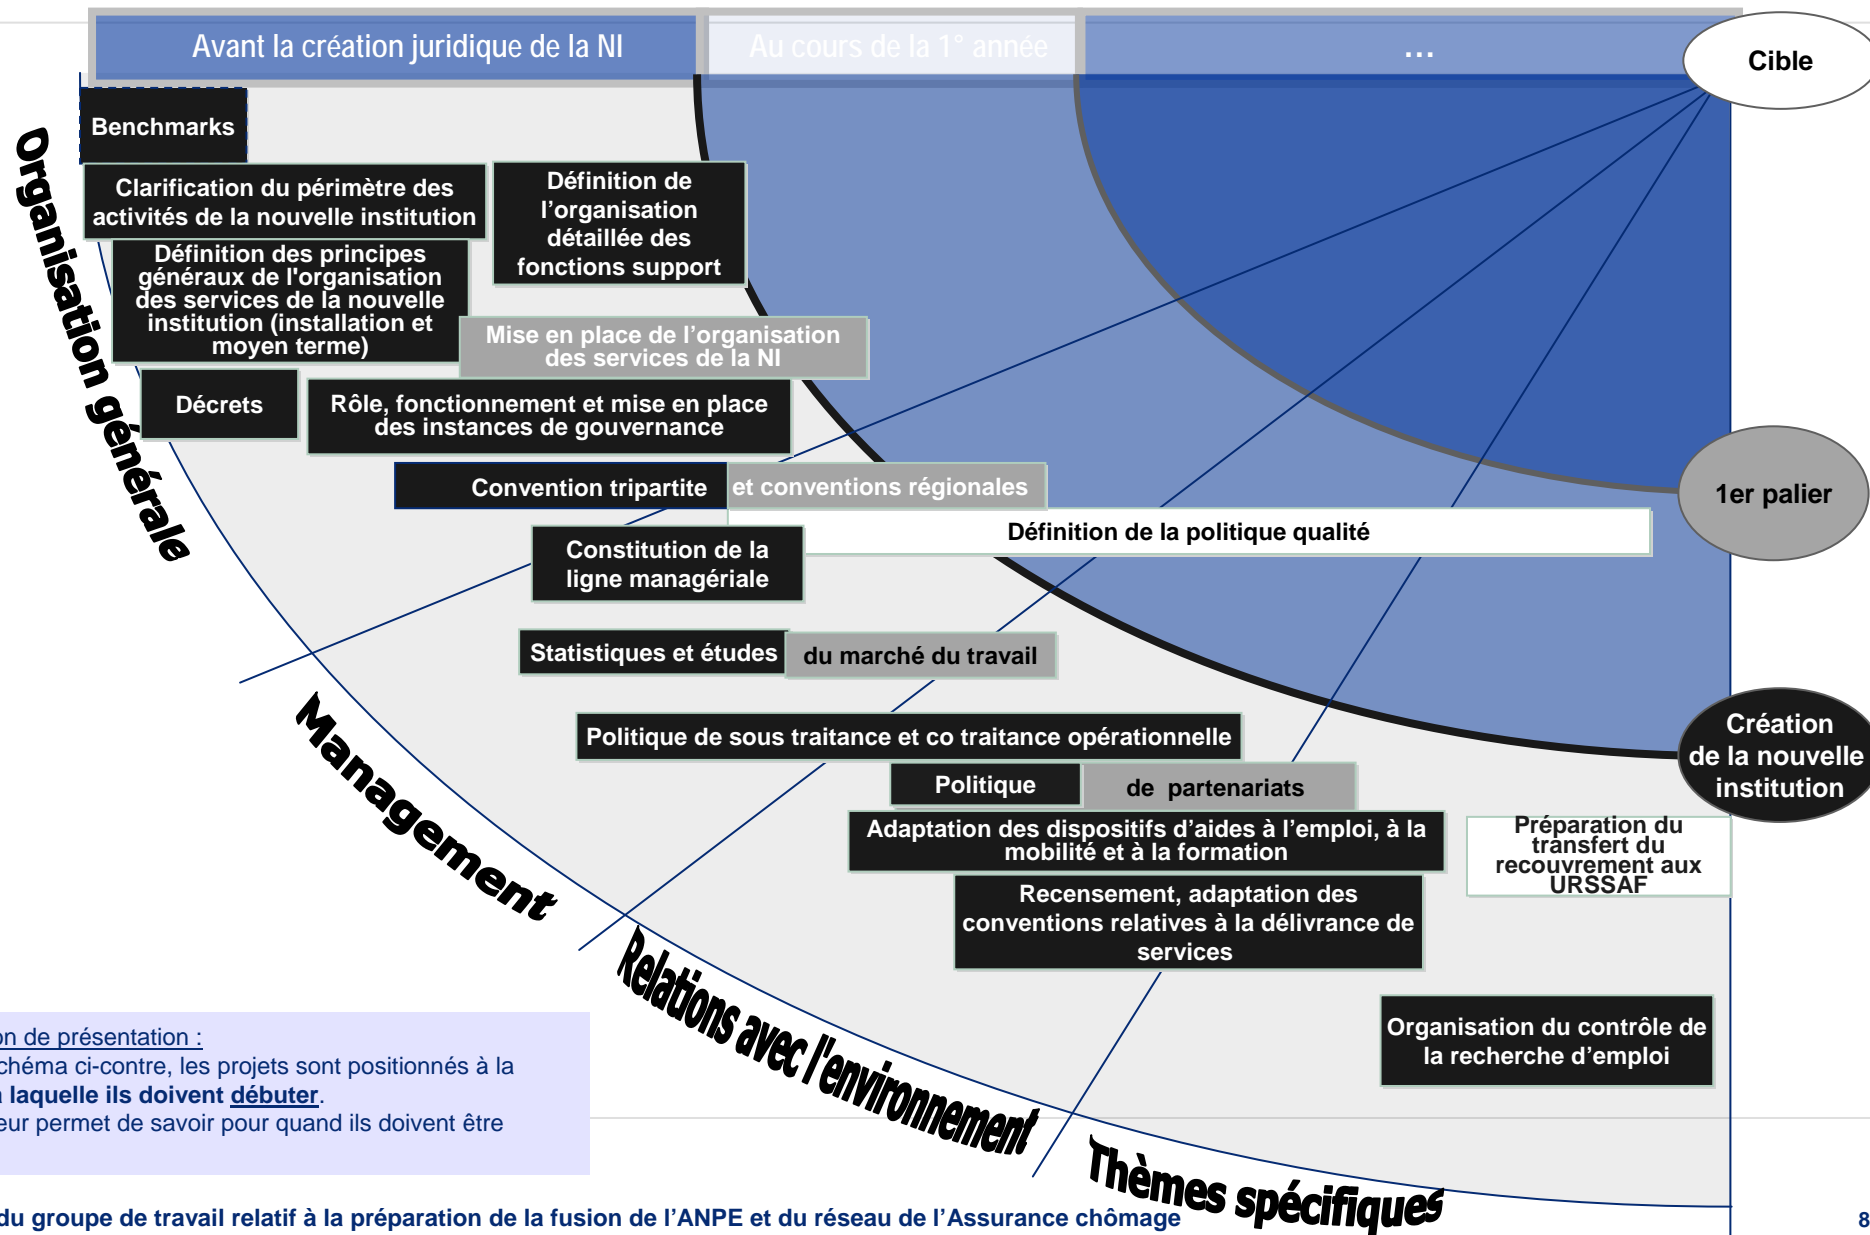 Avant la création juridique de la NI
Au cours de la 1° année
...
Cible
Benchmarks
Clarification du périmètre des
activités de la nouvelle institution
Définition de
l’organisation
détaillée des
fonctions support
Définition des principes
généraux de l'organisation
des services de la nouvelle
institution (installation et
moyen terme)
Mise en place de l’organisation
des services de la NI
Décrets
Rôle, fonctionnement et mise en place
des instances de gouvernance
Convention tripartite
et conventions régionales
1er palier
Définition de la politique qualité
Constitution de la
ligne managériale
Statistiques et études
du marché du travail
Politique de sous traitance et co traitance opérationnelle
Création
de la nouvelle
institution
Politique
de partenariats
Adaptation des dispositifs d’aides à l’emploi, à la
mobilité et à la formation
Préparation du
transfert du
recouvrement aux
URSSAF
Recensement, adaptation des
conventions relatives à la délivrance de
services
Organisation du contrôle de
la recherche d’emploi
Organisation générale
Management
Relations avec l'environnement
Thèmes spécifiques
on de présentation :
chéma ci-contre, les projets sont positionnés à la
à laquelle ils doivent débuter.
eur permet de savoir pour quand ils doivent être
du groupe de travail relatif à la préparation de la fusion de l’ANPE et du réseau de l’Assurance chômage
8